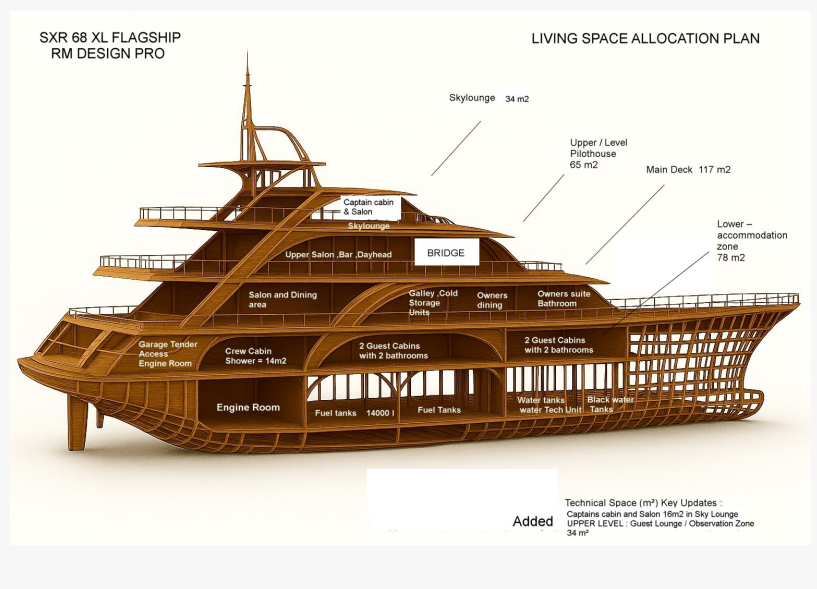 SXR 68 XL FLAGSHIP
RM DESIGN PRO
LIVING SPACE ALLOCATION PLAN
Skylounge 34 m2
Upper / Level
Pilothouse
65 m2
Main Deck 117 m2
Lower –
accommodation
zone
78 m2
Captain cabin
& Salon
Skylounge
Upper Salon ,Bar ,Dayhead
BRIDGE
Salon and Dining
area
Galley ,Cold
Storage
Units
Owners
dining
Owners suite
Bathroom
Garage Tender
Access
Engine Room
Crew Cabin
Shower = 14m2
2 Guest Cabins
with 2 bathrooms
2 Guest Cabins
with 2 bathrooms
Engine Room
Fuel tanks 14000 l
Fuel Tanks
Water tanks
water Tech Unit
Black water
Tanks
Added
Technical Space (m²) Key Updates :
Captains cabin and Salon 16m2 in Sky Lounge
UPPER LEVEL : Guest Lounge / Observation Zone
34 m²